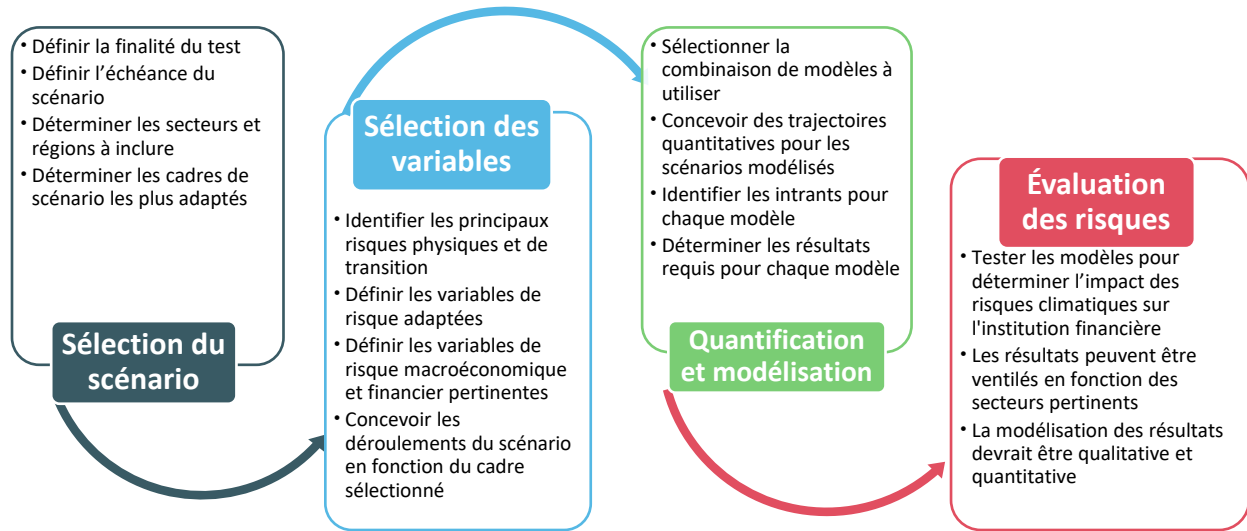 • Définir la finalité du test
• Définir l’échéance du
scénario
• Déterminer les secteurs et
régions à inclure
• Déterminer les cadres de
scénario les plus adaptés
Sélection du
scénario
Sélection des
variables
• Identifier les principaux
risques physiques et de
transition
• Définir les variables de
risque adaptées
• Définir les variables de
risque macroéconomique
et financier pertinentes
• Concevoir les
déroulements du scénario
en fonction du cadre
sélectionné
• Sélectionner la
combinaison de modèles à
utiliser
• Concevoir des trajectoires
quantitatives pour les
scénarios modélisés
• Identifier les intrants pour
chaque modèle
• Déterminer les résultats
requis pour chaque modèle
Quantification
et modélisation
Évaluation
des risques
• Tester les modèles pour
déterminer l’impact des
risques climatiques sur
l'institution financière
• Les résultats peuvent être
ventilés en fonction des
secteurs pertinents
• La modélisation des résultats
devrait être qualitative et
quantitative